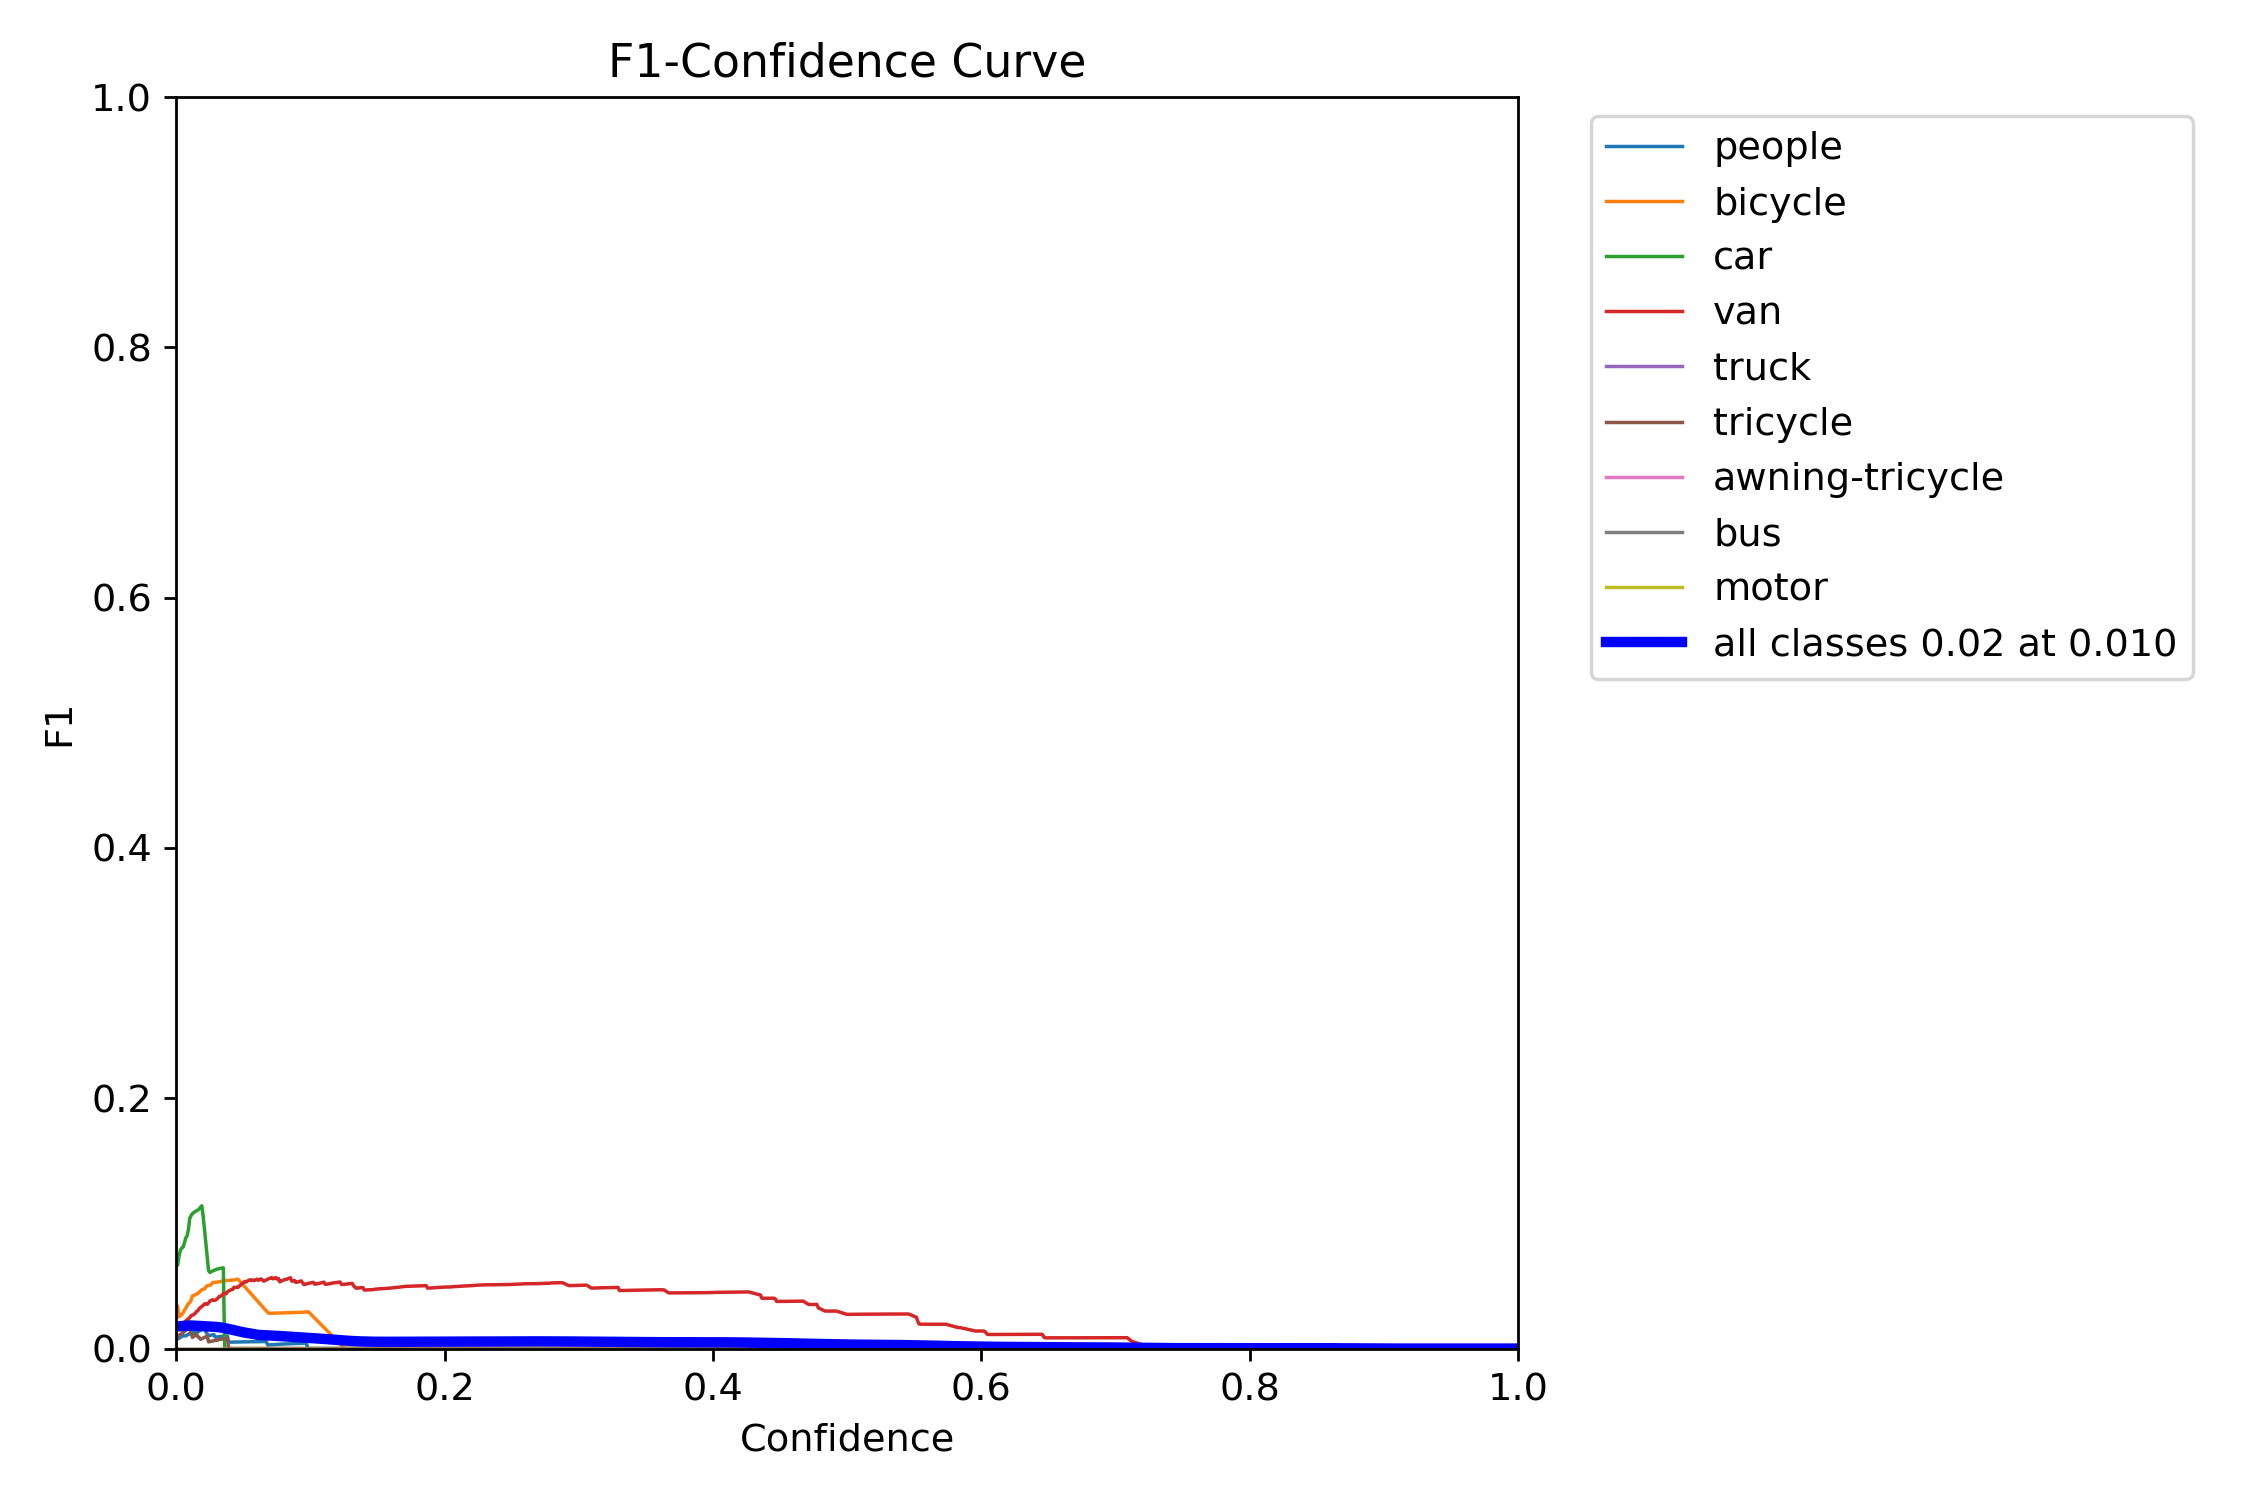 F1-Confidence Curve
1.0
0.8
0.6
0.4
0.2
0.0
F1
0.0 0.2 0.4 0.6 0.8 1.0
Confidence
people
bicycle
car
van
truck
tricycle
awning-tricycle
bus
motor
all classes 0.02 at 0.010